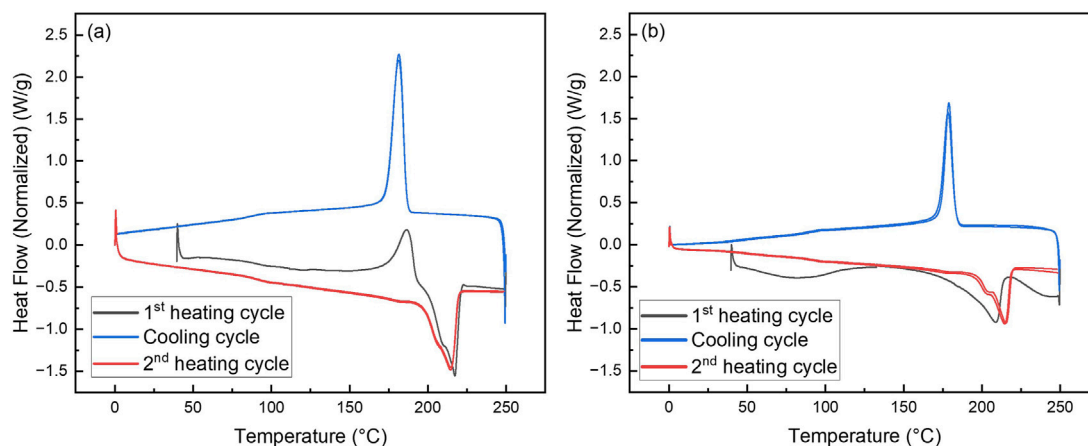 (a)
Heat Flow (Normalized) (W/g)
2.5
2.0
1.5
1.0
0.5
0.0
−0.5
−1.0
−1.5
1st heating cycle
Cooling cycle
2nd heating cycle
0 50 100 150 200 250
Temperature (°C)
(b)
Heat Flow (Normalized) (W/g)
2.5
2.0
1.5
1.0
0.5
0.0
−0.5
−1.0
−1.5
1st heating cycle
Cooling cycle
2nd heating cycle
0 50 100 150 200 250
Temperature (°C)